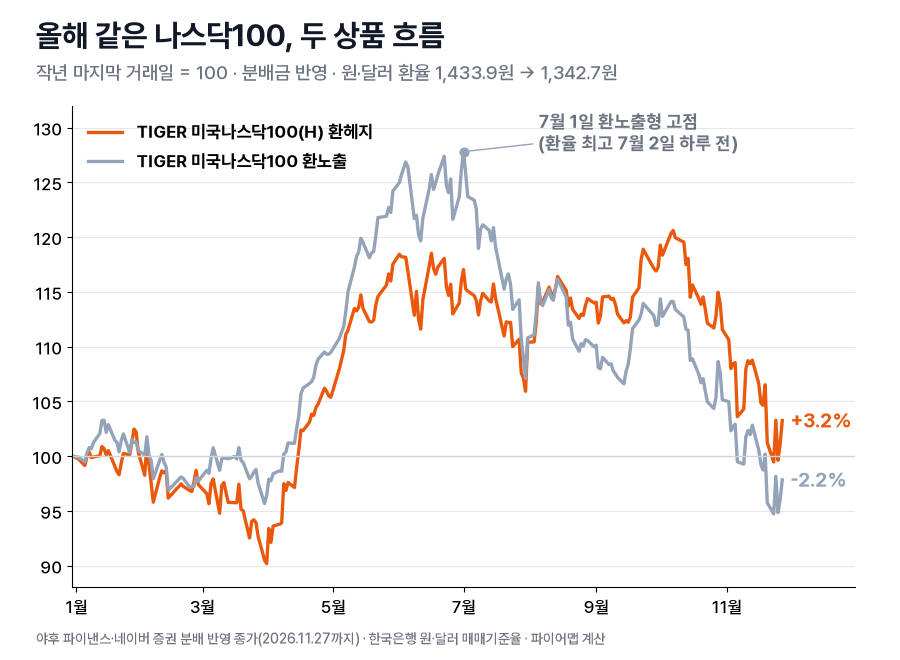 올해 같은 나스닥100, 두 상품 흐름
작년 마지막 거래일 = 100 · 분배금 반영 · 원·달러 환율 1,433.9원 → 1,342.7원
TIGER 미국나스닥100(H) 환헤지
TIGER 미국나스닥100 환노출
7월 1일 환노출형 고점
(환율 최고 7월 2일 하루 전)
130
125
120
115
110
105
100
95
90
+3.2%
-2.2%
1월 3월 5월 7월 9월 11월
야후 파이낸스·네이버 증권 분배 반영 종가(2026.11.27까지) · 한국은행 원·달러 매매기준율 · 파이어맵 계산